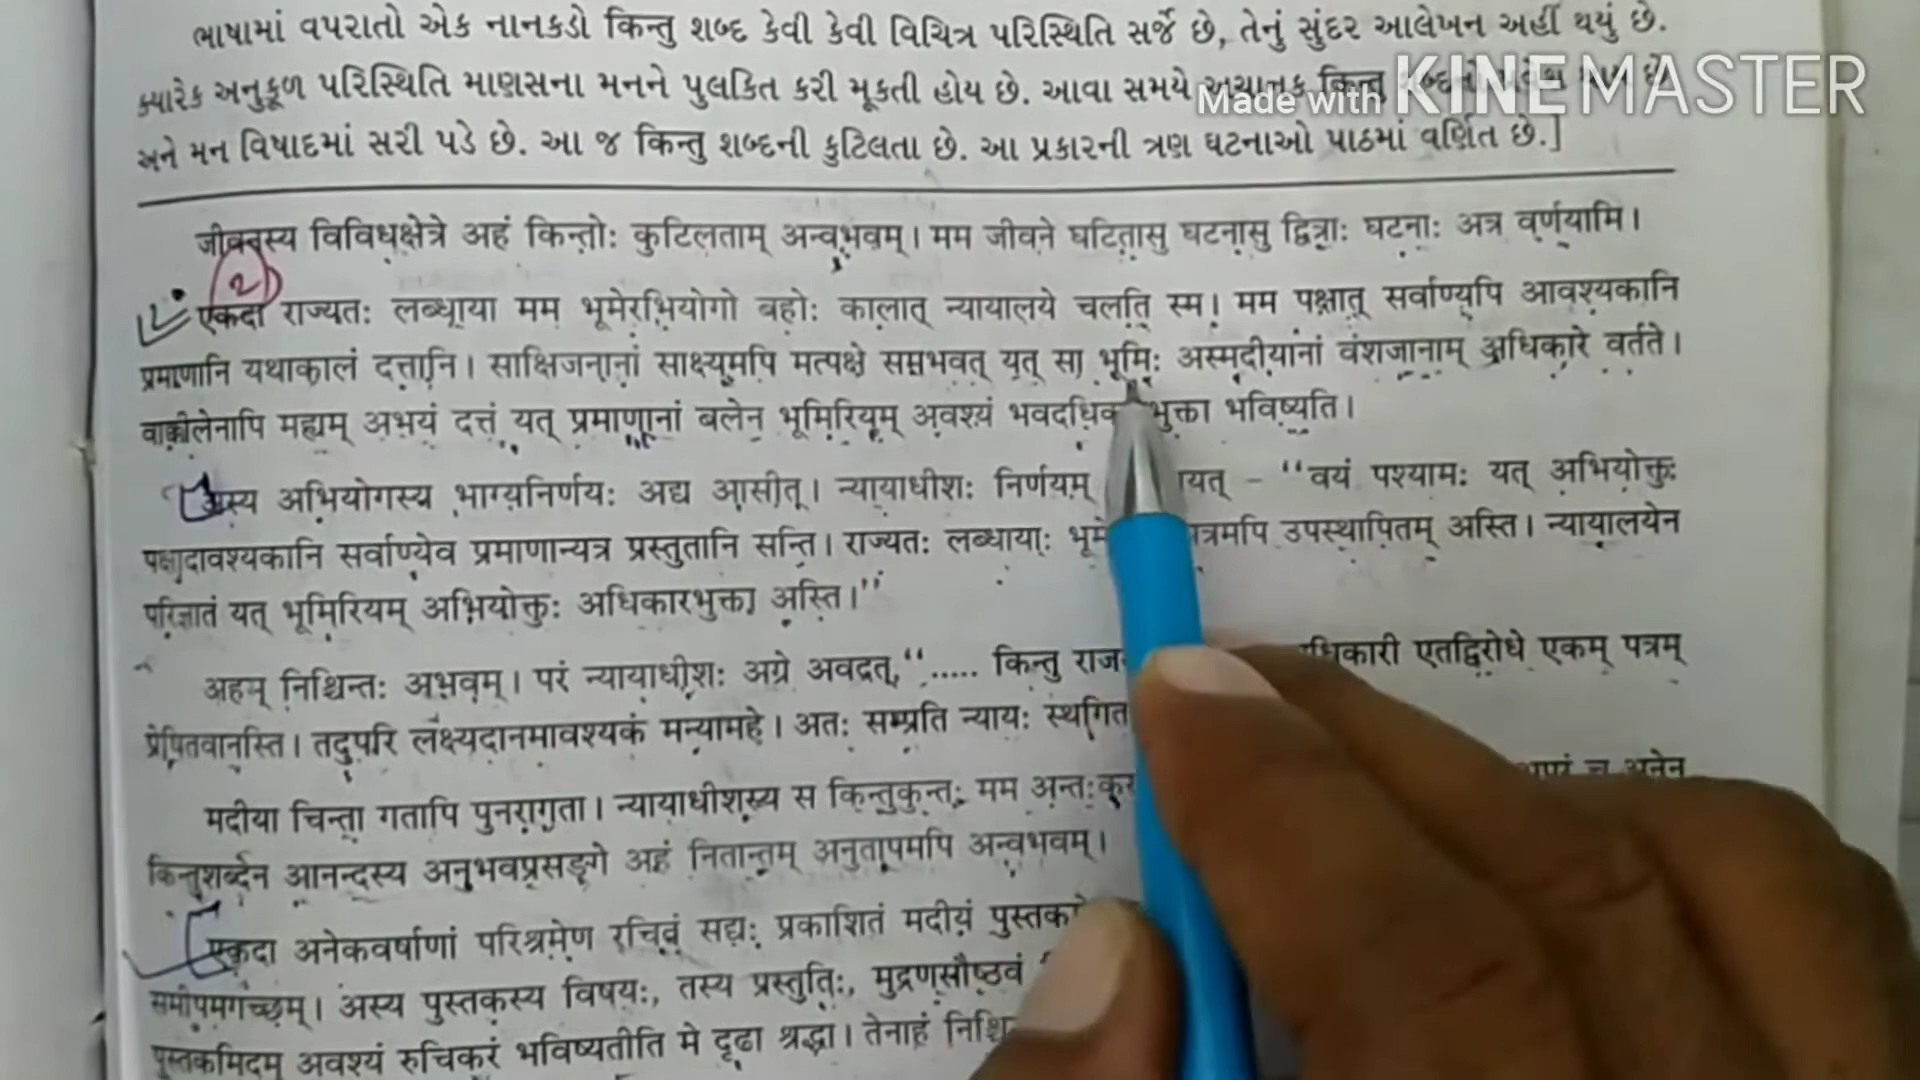 ભાષામાં વપરાતો એક નાનકડો કિન્તુ શબ્દ કેવી કેવી વિચિત્ર પરિસ્થિતિ સર્જે છે, તેનું સુંદર આલેખન અહીં થયું છે.
ક્યારેક અનુકૂળ પરિસ્થિતિ માણસના મનને પુલકિત કરી મૂકતી હોય છે. આવા સમયે અચાનક કિન્તુ
Made with KINEMASTER
અને મન વિષાદમાં સરી પડે છે. આ જ કિન્તુ શબ્દની કુટિલતા છે. આ પ્રકારની ત્રણ ઘટનાઓ પાઠમાં વર્ણિત છે.]
जीवनस्य विविधक्षेत्रे अहं किन्तोः कुटिलताम् अन्वभवम्। मम जीवने घटितासु घटनासु द्वित्राः घटनाः अत्र वर्णयामि।
एकदा राज्यतः लब्धाया मम भूमेरभियोगो बहोः कालात् न्यायालये चलति स्म। मम पक्षात् सर्वाण्यपि आवश्यकानि
प्रमाणानि यथाकालं दत्तानि। साक्षिजनानां साक्ष्यमपि मत्पक्षे समभवत् यत् सा भूमिः अस्मदीयानां वंशजानाम् अधिकारे वर्तते।
वाक्कीलेनापि मह्यम् अभयं दत्तं यत् प्रमाणानां बलेन भूमिरियम् अवश्यं भुक्ता भविष्यति।
अस्य अभियोगस्य भाग्यनिर्णयः अद्य आसीत्। न्यायाधीशः निर्णयम् - “वयं पश्यामः यत् अभियोक्तुः
पक्षादावश्यकानि सर्वाण्येव प्रमाणान्यत्र प्रस्तुतानि सन्ति। राज्यतः लब्धायाः उपस्थापितम् अस्ति। न्यायालयेन
परिज्ञातं यत् भूमिरियम् अभियोक्तुः अधिकारभुक्ता अस्ति।”
अहम् निश्चिन्तः अभवम्। परं न्यायाधीशः अग्रे अवदत् “..... किन्तु एतद्विरोधे एकम् पत्रम्
प्रेषितवानस्ति। तदुपरि लक्ष्यदानमावश्यकं मन्यामहे। अतः सम्प्रति न्यायः
मदीया चिन्ता गतापि पुनरागता। न्यायाधीशस्य स किन्तुकुन्तः मम च अनेन
किन्तुशब्देन आनन्दस्य अनुभवप्रसङ्गे अहं नितान्तम् अनुतापमपि अन्वभवम्।
एकदा अनेकवर्षाणां परिश्रमेण रचितं सद्यः प्रकाशितं मदीयं
समीपमगच्छम्। अस्य पुस्तकस्य विषयः, तस्य प्रस्तुतिः, मुद्रणसौष्ठवं
पुस्तकमिदम् अवश्यं रुचिकरं भविष्यतीति मे दृढा श्रद्धा। तेनाहं